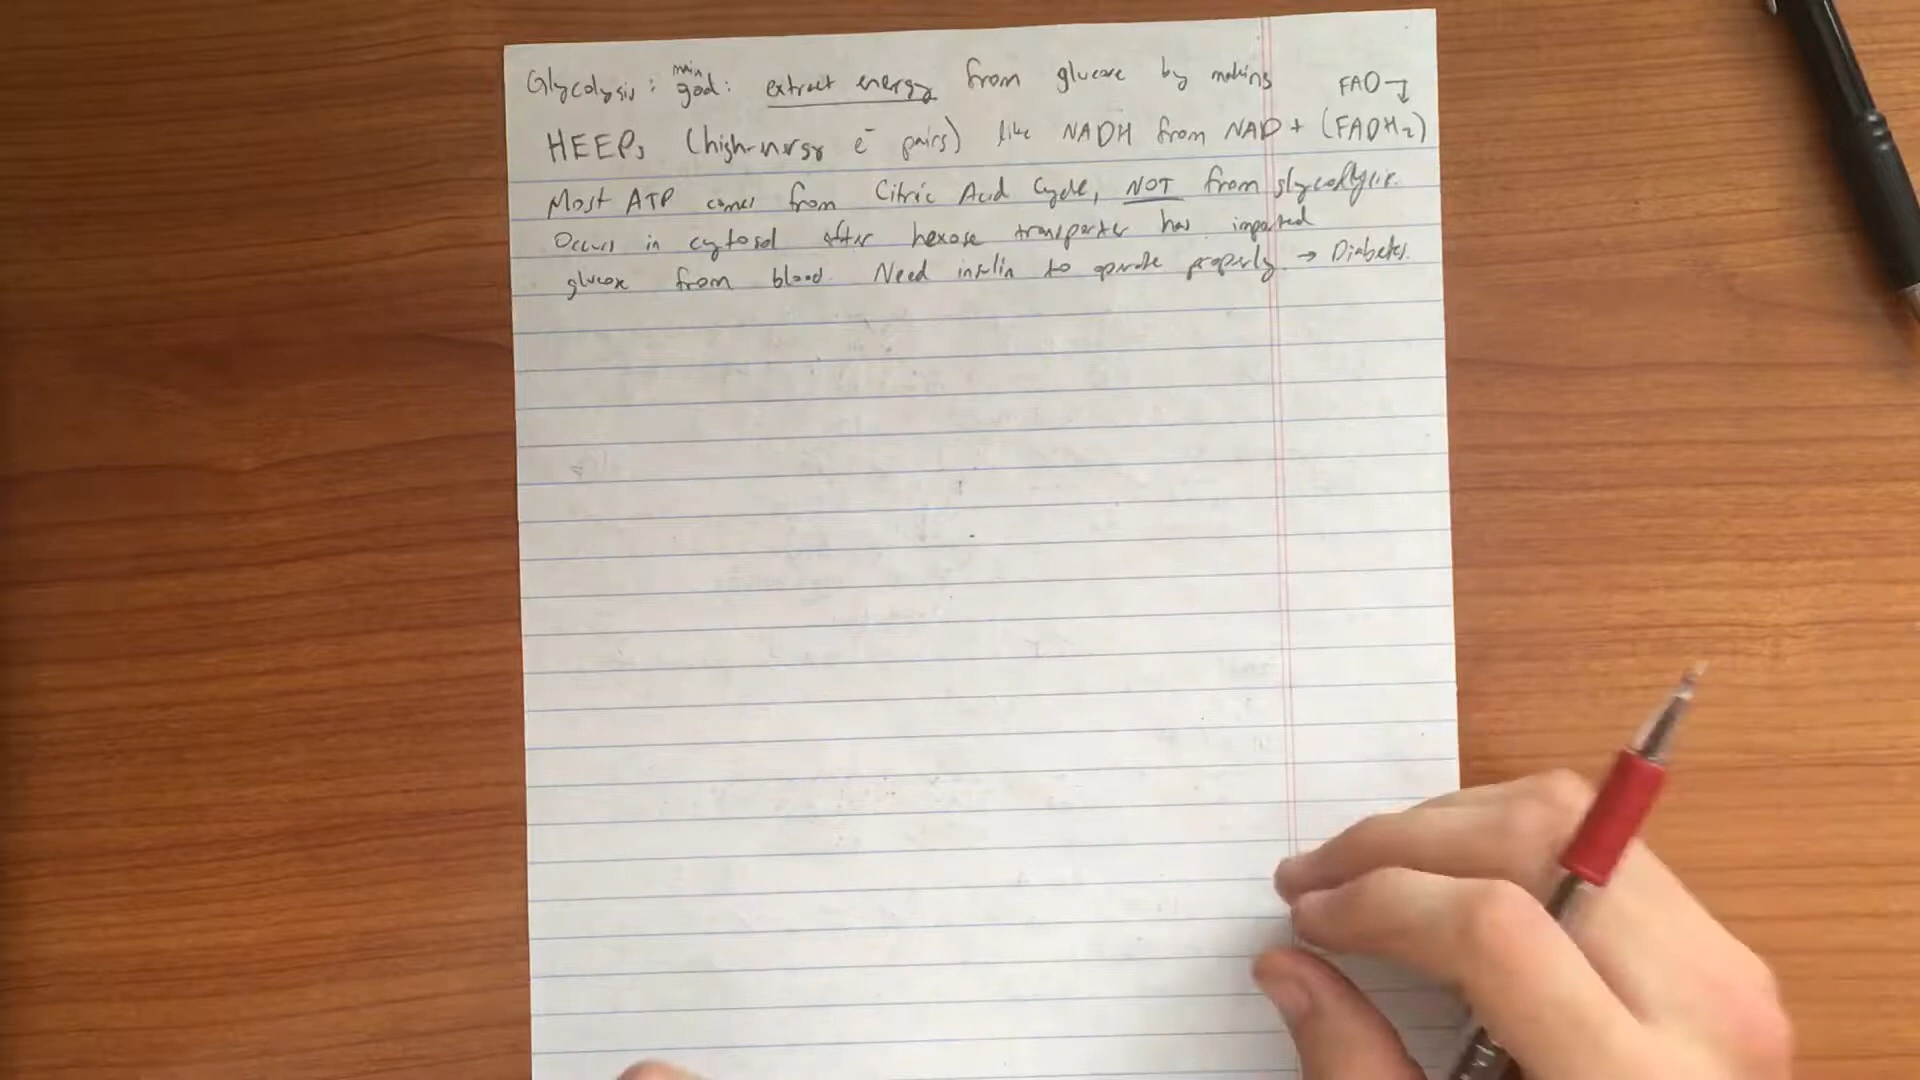 Glycolysis: main goal: extract energy from glucose by making FAD
HEEPs (high-energy e⁻ pairs) like NADH from NAD+ (FADH₂)
Most ATP comes from Citric Acid Cycle, NOT from glycolysis.
Occurs in cytosol after hexose transporter has imported
glucose from blood. Need insulin to operate properly → Diabetes.